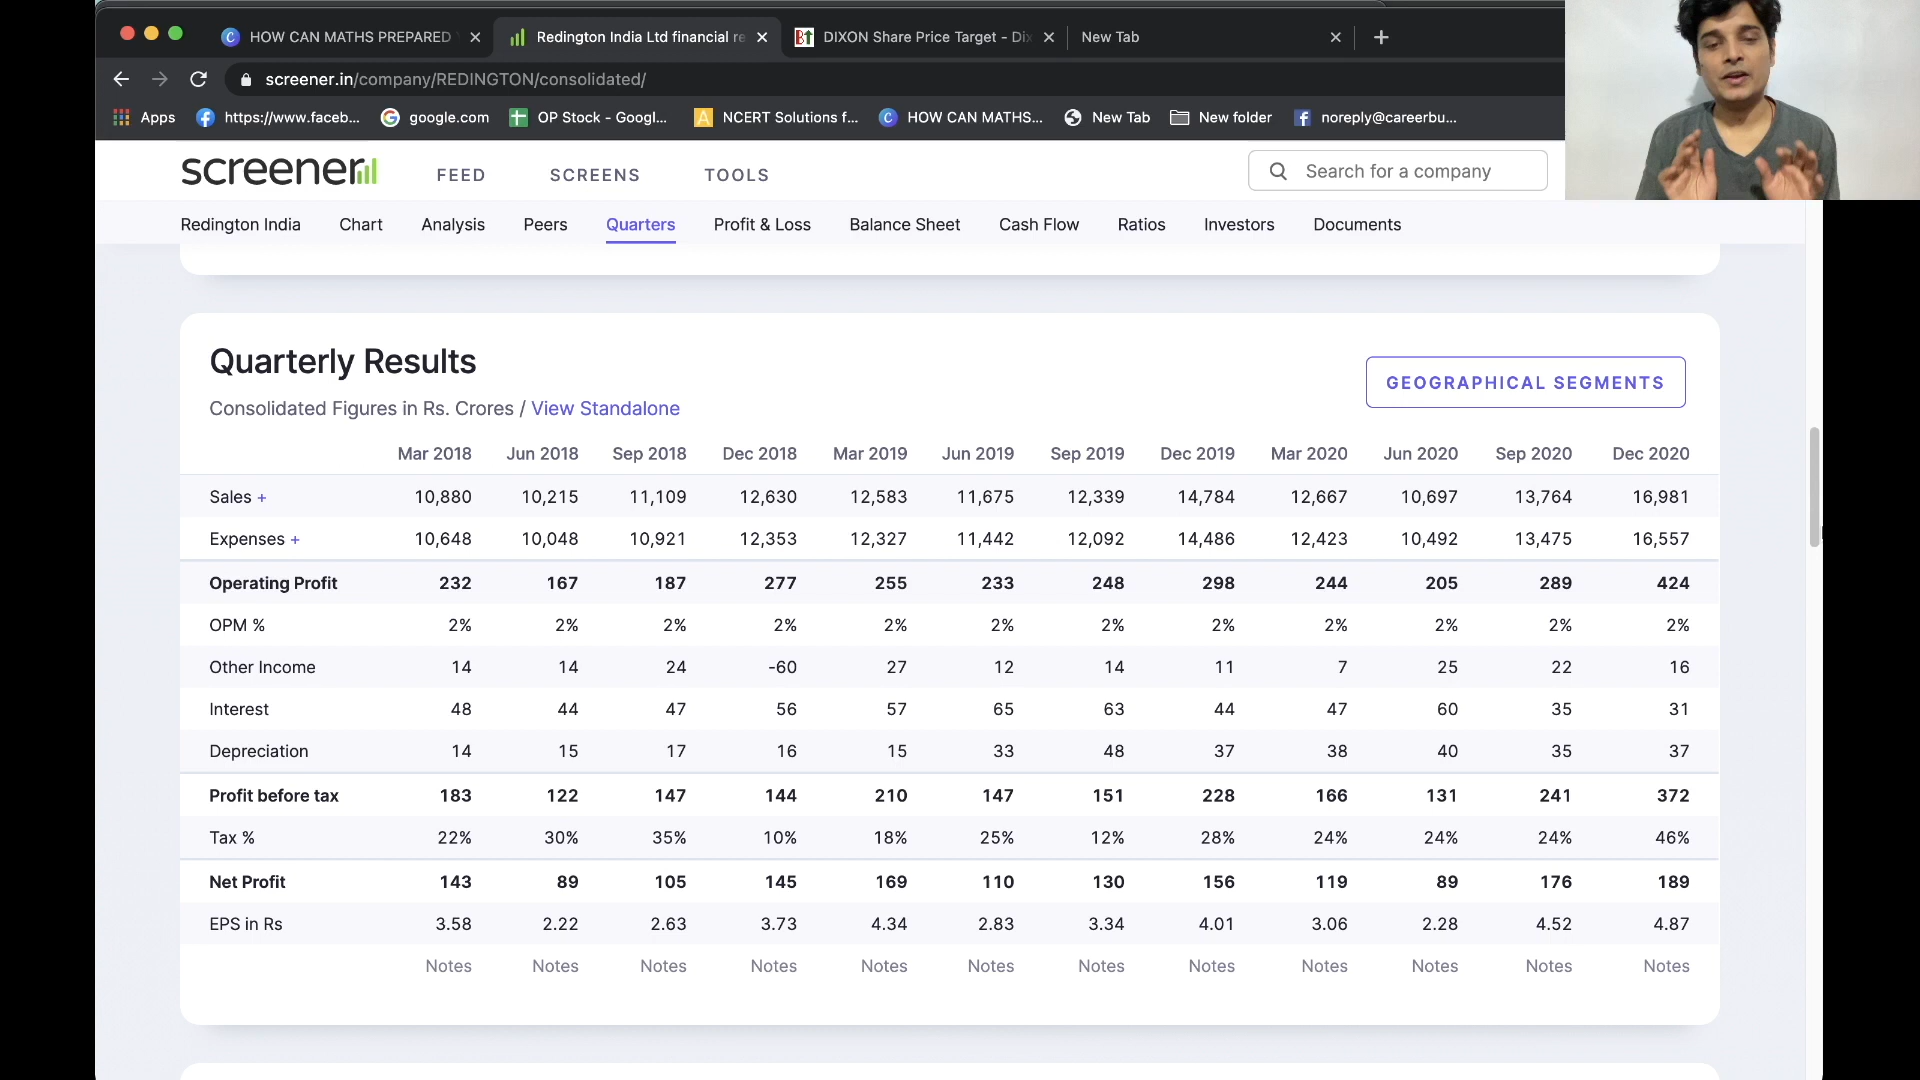 HOW CAN MATHS PREPARED
Redington India Ltd financial re
DIXON Share Price Target - Dix
New Tab
screener.in/company/REDINGTON/consolidated/
Apps
https://www.faceb...
google.com
OP Stock - Googl...
NCERT Solutions f...
HOW CAN MATHS...
New Tab
New folder
noreply@careerbu...
screener
FEED SCREENS TOOLS
Search for a company
Redington India Chart Analysis Peers Quarters Profit & Loss Balance Sheet Cash Flow Ratios Investors Documents
Quarterly Results
GEOGRAPHICAL SEGMENTS
Consolidated Figures in Rs. Crores / View Standalone
Mar 2018 Jun 2018 Sep 2018 Dec 2018 Mar 2019 Jun 2019 Sep 2019 Dec 2019 Mar 2020 Jun 2020 Sep 2020 Dec 2020
Sales + 10,880 10,215 11,109 12,630 12,583 11,675 12,339 14,784 12,667 10,697 13,764 16,981
Expenses + 10,648 10,048 10,921 12,353 12,327 11,442 12,092 14,486 12,423 10,492 13,475 16,557
Operating Profit 232 167 187 277 255 233 248 298 244 205 289 424
OPM % 2% 2% 2% 2% 2% 2% 2% 2% 2% 2% 2% 2%
Other Income 14 14 24 -60 27 12 14 11 7 25 22 16
Interest 48 44 47 56 57 65 63 44 47 60 35 31
Depreciation 14 15 17 16 15 33 48 37 38 40 35 37
Profit before tax 183 122 147 144 210 147 151 228 166 131 241 372
Tax % 22% 30% 35% 10% 18% 25% 12% 28% 24% 24% 24% 46%
Net Profit 143 89 105 145 169 110 130 156 119 89 176 189
EPS in Rs 3.58 2.22 2.63 3.73 4.34 2.83 3.34 4.01 3.06 2.28 4.52 4.87
Notes Notes Notes Notes Notes Notes Notes Notes Notes Notes Notes Notes